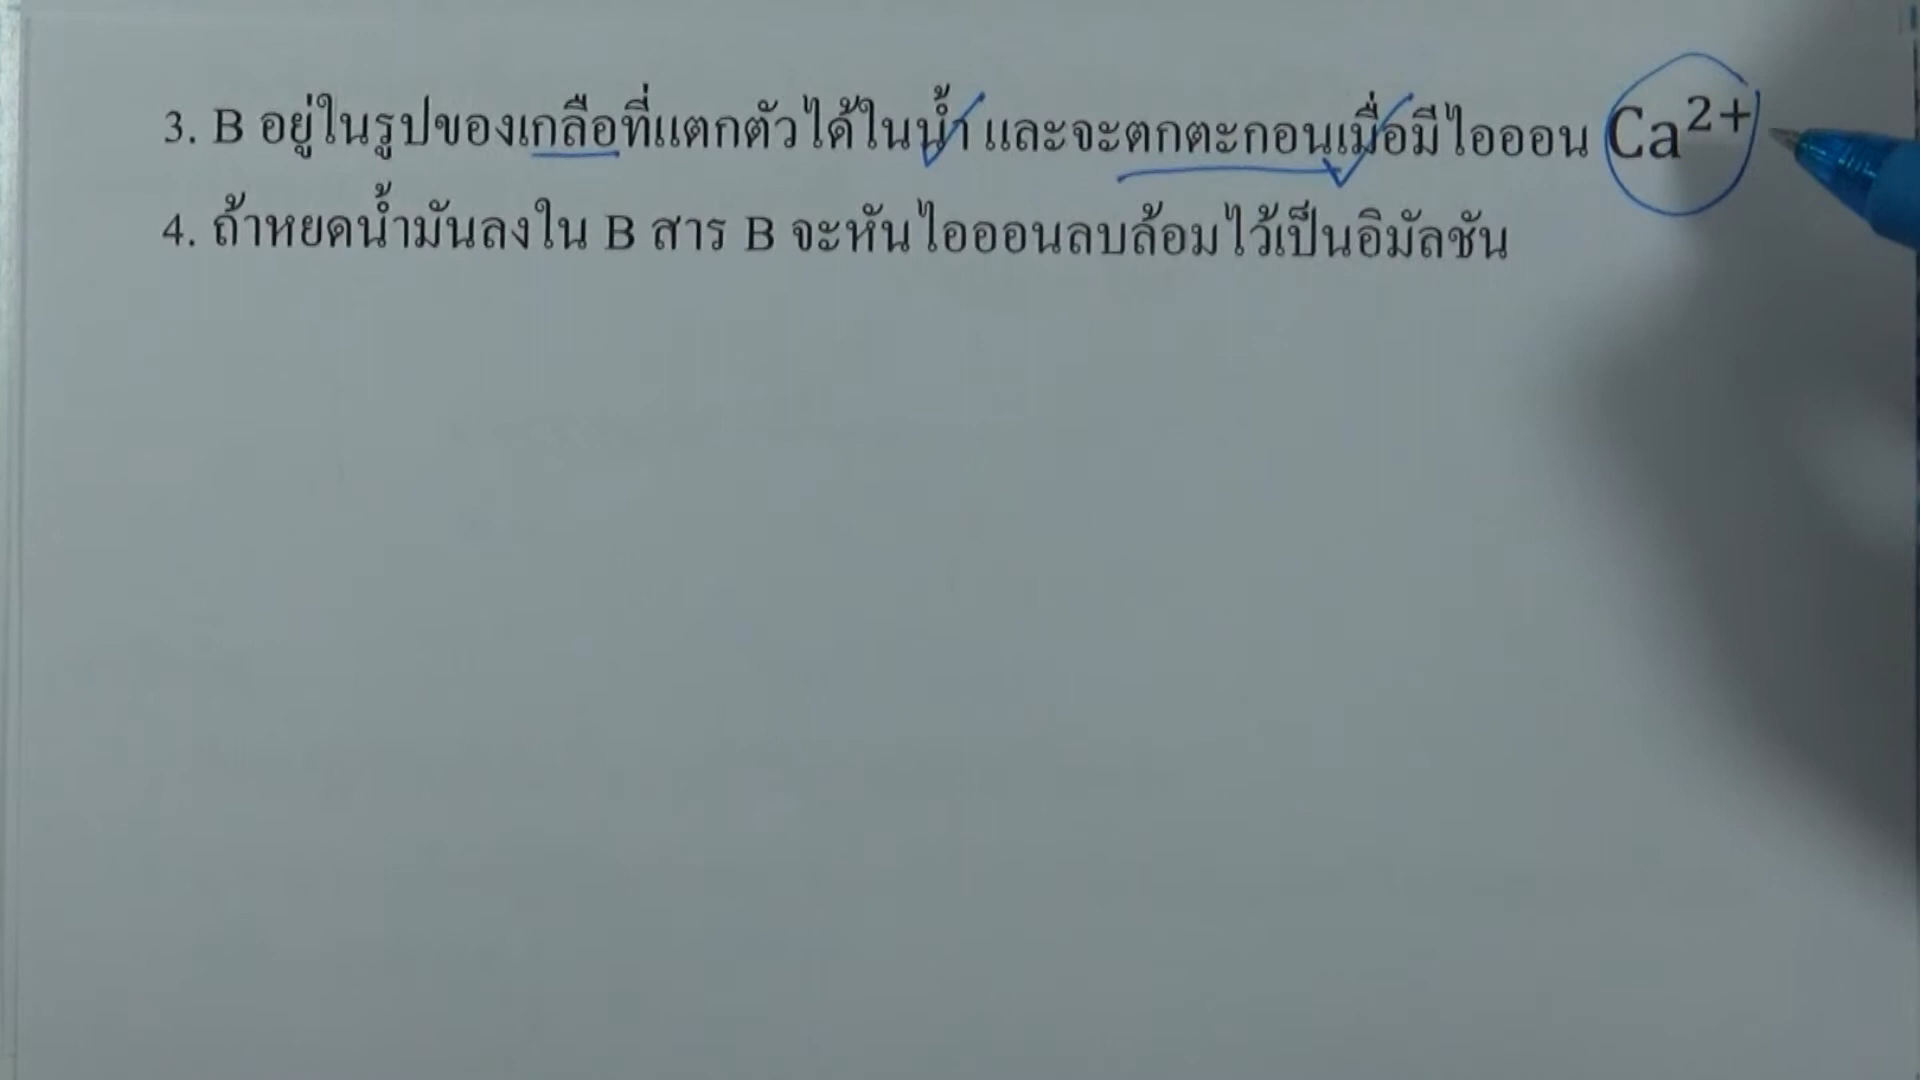 3. B อยู่ในรูปของเกลือที่แตกตัวได้ในน้ำ และจะตกตะกอนเมื่อมีไอออน Ca²⁺
4. ถ้าหยดน้ำมันลงใน B สาร B จะหันไอออนลบล้อมไว้เป็นอิมัลชัน